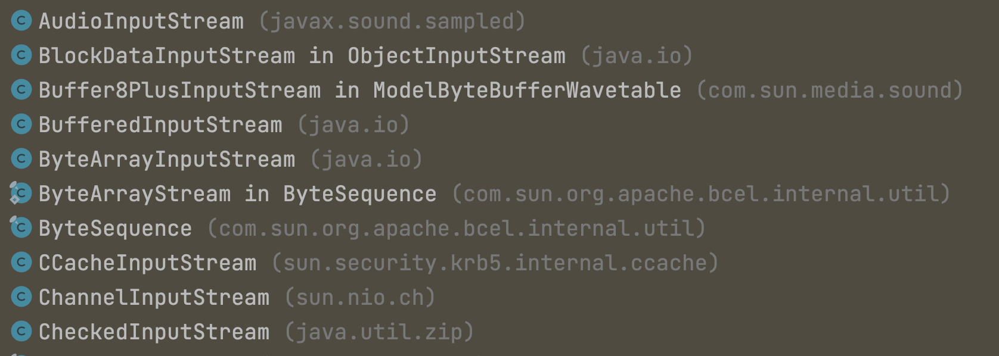 C AudioInputStream (javax.sound.sampled)
C BlockDataInputStream in ObjectInputStream (java.io)
C Buffer8PlusInputStream in ModelByteBufferWavetable (com.sun.media.sound)
C BufferedInputStream (java.io)
C ByteArrayInputStream (java.io)
C ByteArrayStream in ByteSequence (com.sun.org.apache.bcel.internal.util)
C ByteSequence (com.sun.org.apache.bcel.internal.util)
C CCacheInputStream (sun.security.krb5.internal.ccache)
C ChannelInputStream (sun.nio.ch)
C CheckedInputStream (java.util.zip)